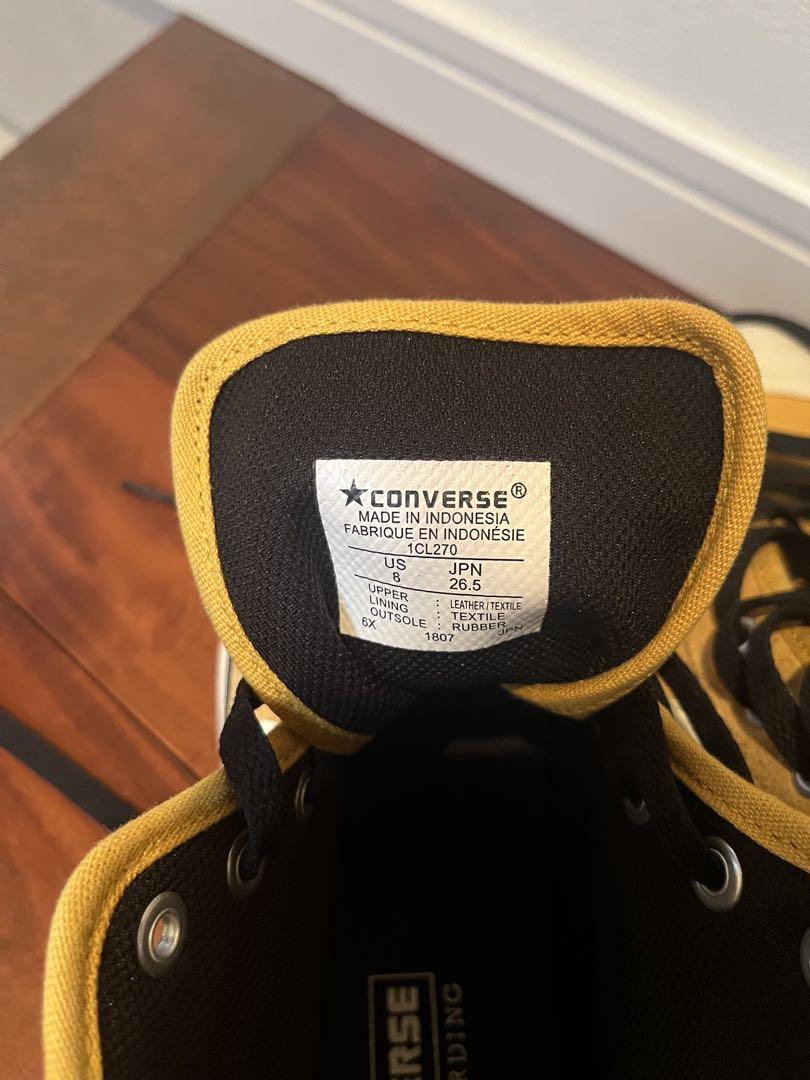 ★CONVERSE®
MADE IN INDONESIA
FABRIQUE EN INDONÉSIE
1CL270
US JPN
8 26.5
UPPER : LEATHER/TEXTILE
LINING : TEXTILE
OUTSOLE : RUBBER
6X 1807 JPN
ERSE
RDING